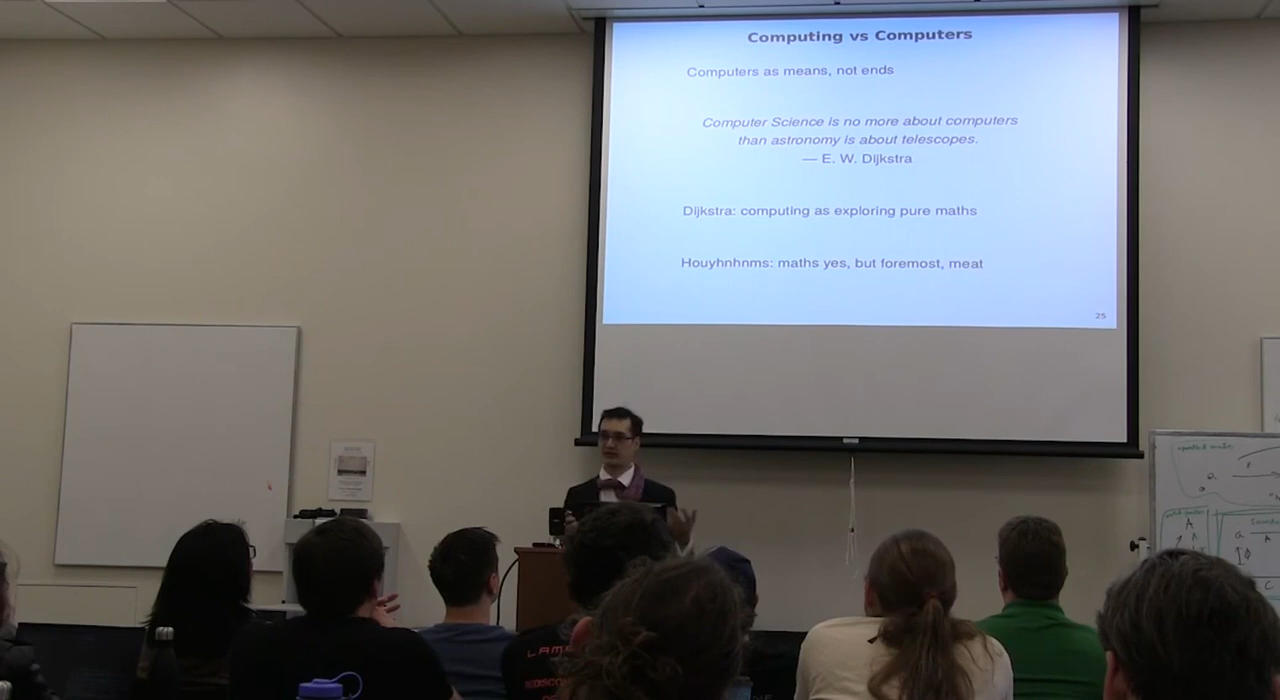 Computing vs Computers
Computers as means, not ends
Computer Science is no more about computers
than astronomy is about telescopes.
— E. W. Dijkstra
Dijkstra: computing as exploring pure maths
Houyhnhnms: maths yes, but foremost, meat
25
LAM